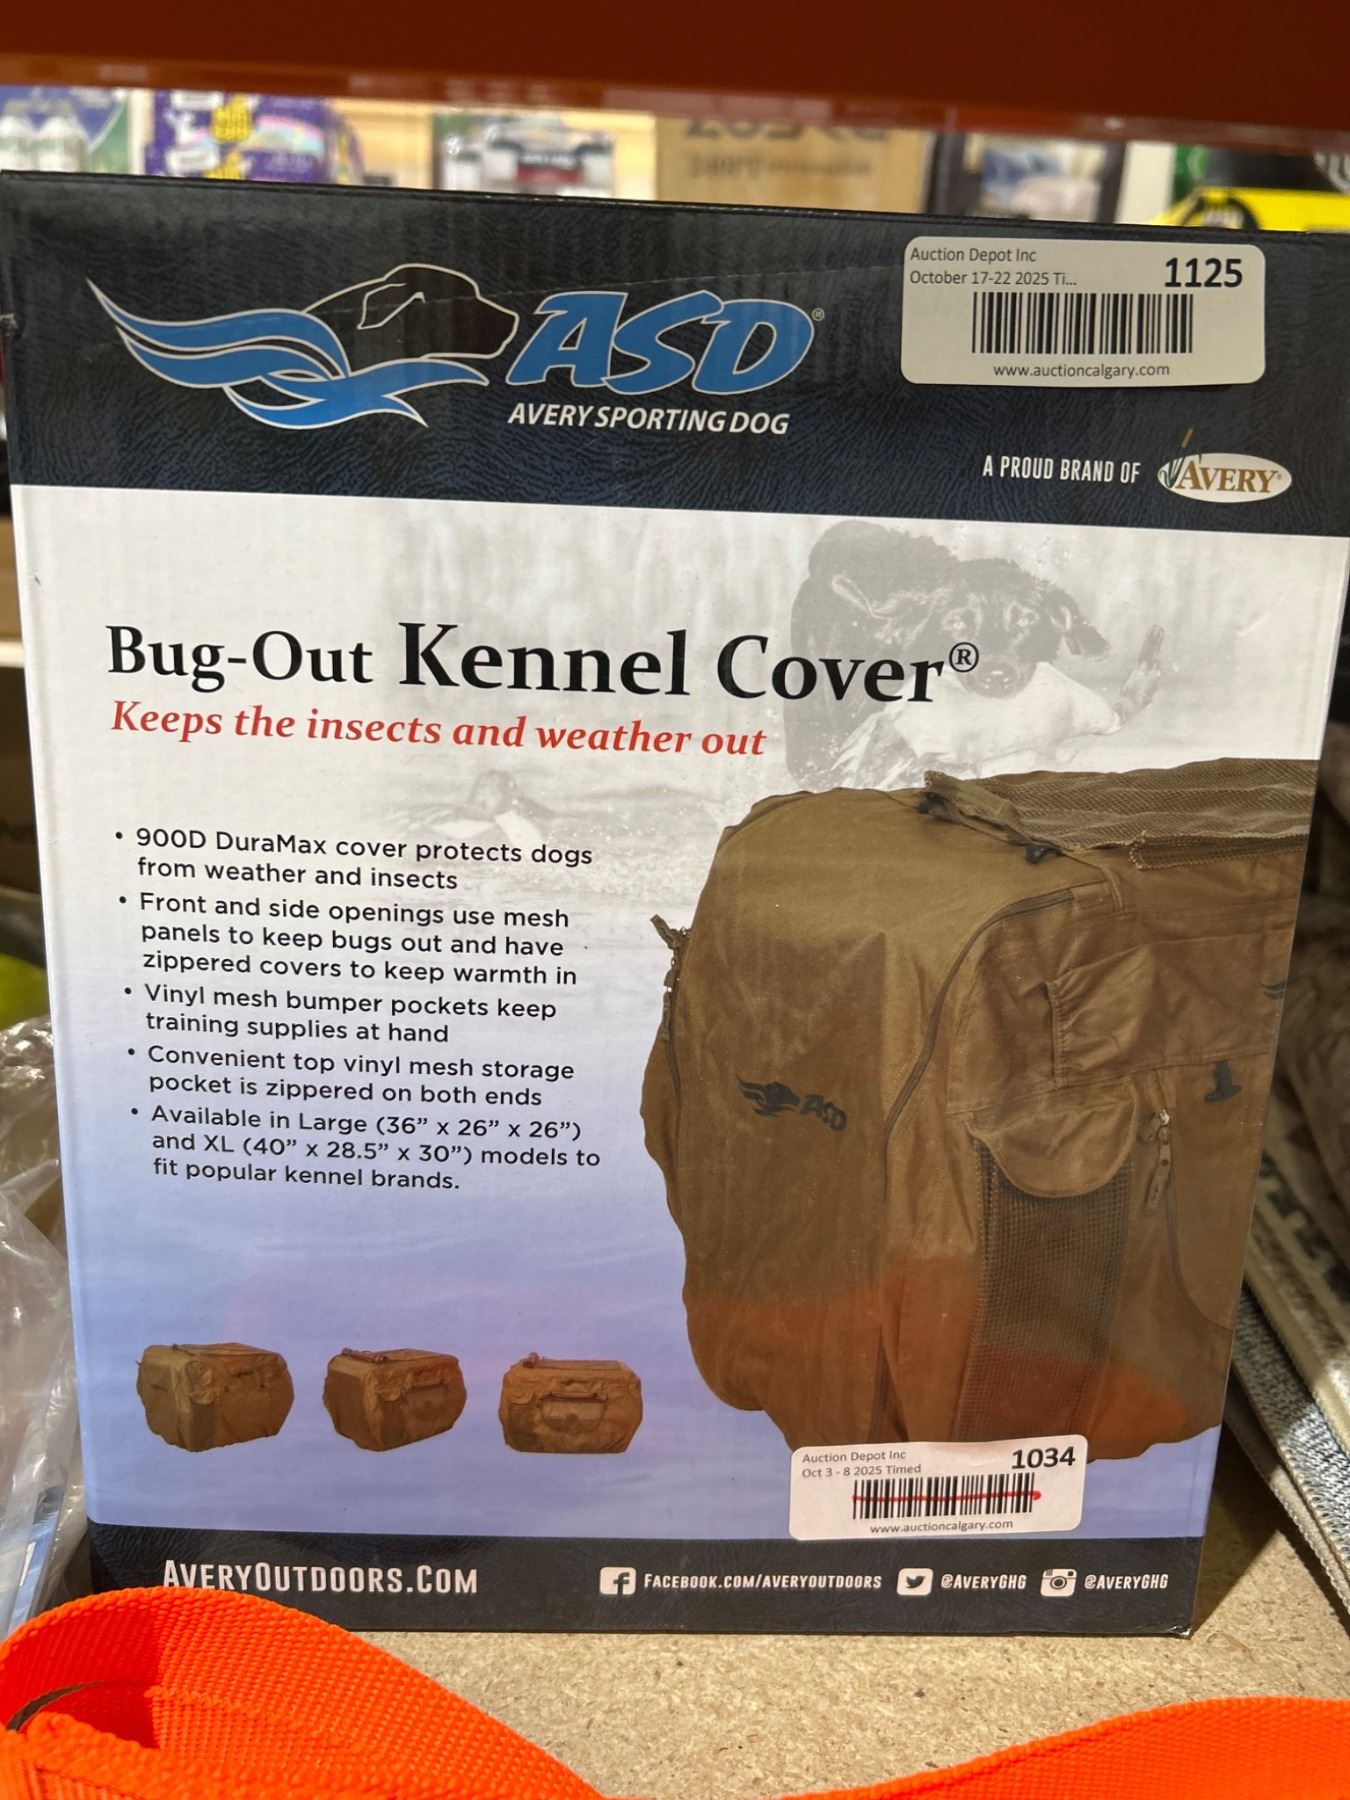 Auction Depot Inc
October 17-22 2025 Ti...
1125
www.auctioncalgary.com
ASD®
AVERY SPORTING DOG
A PROUD BRAND OF AVERY®
Bug-Out Kennel Cover®
Keeps the insects and weather out
• 900D DuraMax cover protects dogs
from weather and insects
• Front and side openings use mesh
panels to keep bugs out and have
zippered covers to keep warmth in
• Vinyl mesh bumper pockets keep
training supplies at hand
• Convenient top vinyl mesh storage
pocket is zippered on both ends
• Available in Large (36” x 26” x 26”)
and XL (40” x 28.5” x 30”) models to
fit popular kennel brands.
ASD
Auction Depot Inc
Oct 3 - 8 2025 Timed
1034
www.auctioncalgary.com
AVERYOUTDOORS.COM
FACEBOOK.COM/AVERYOUTDOORS
@AVERYGHG
@AVERYGHG